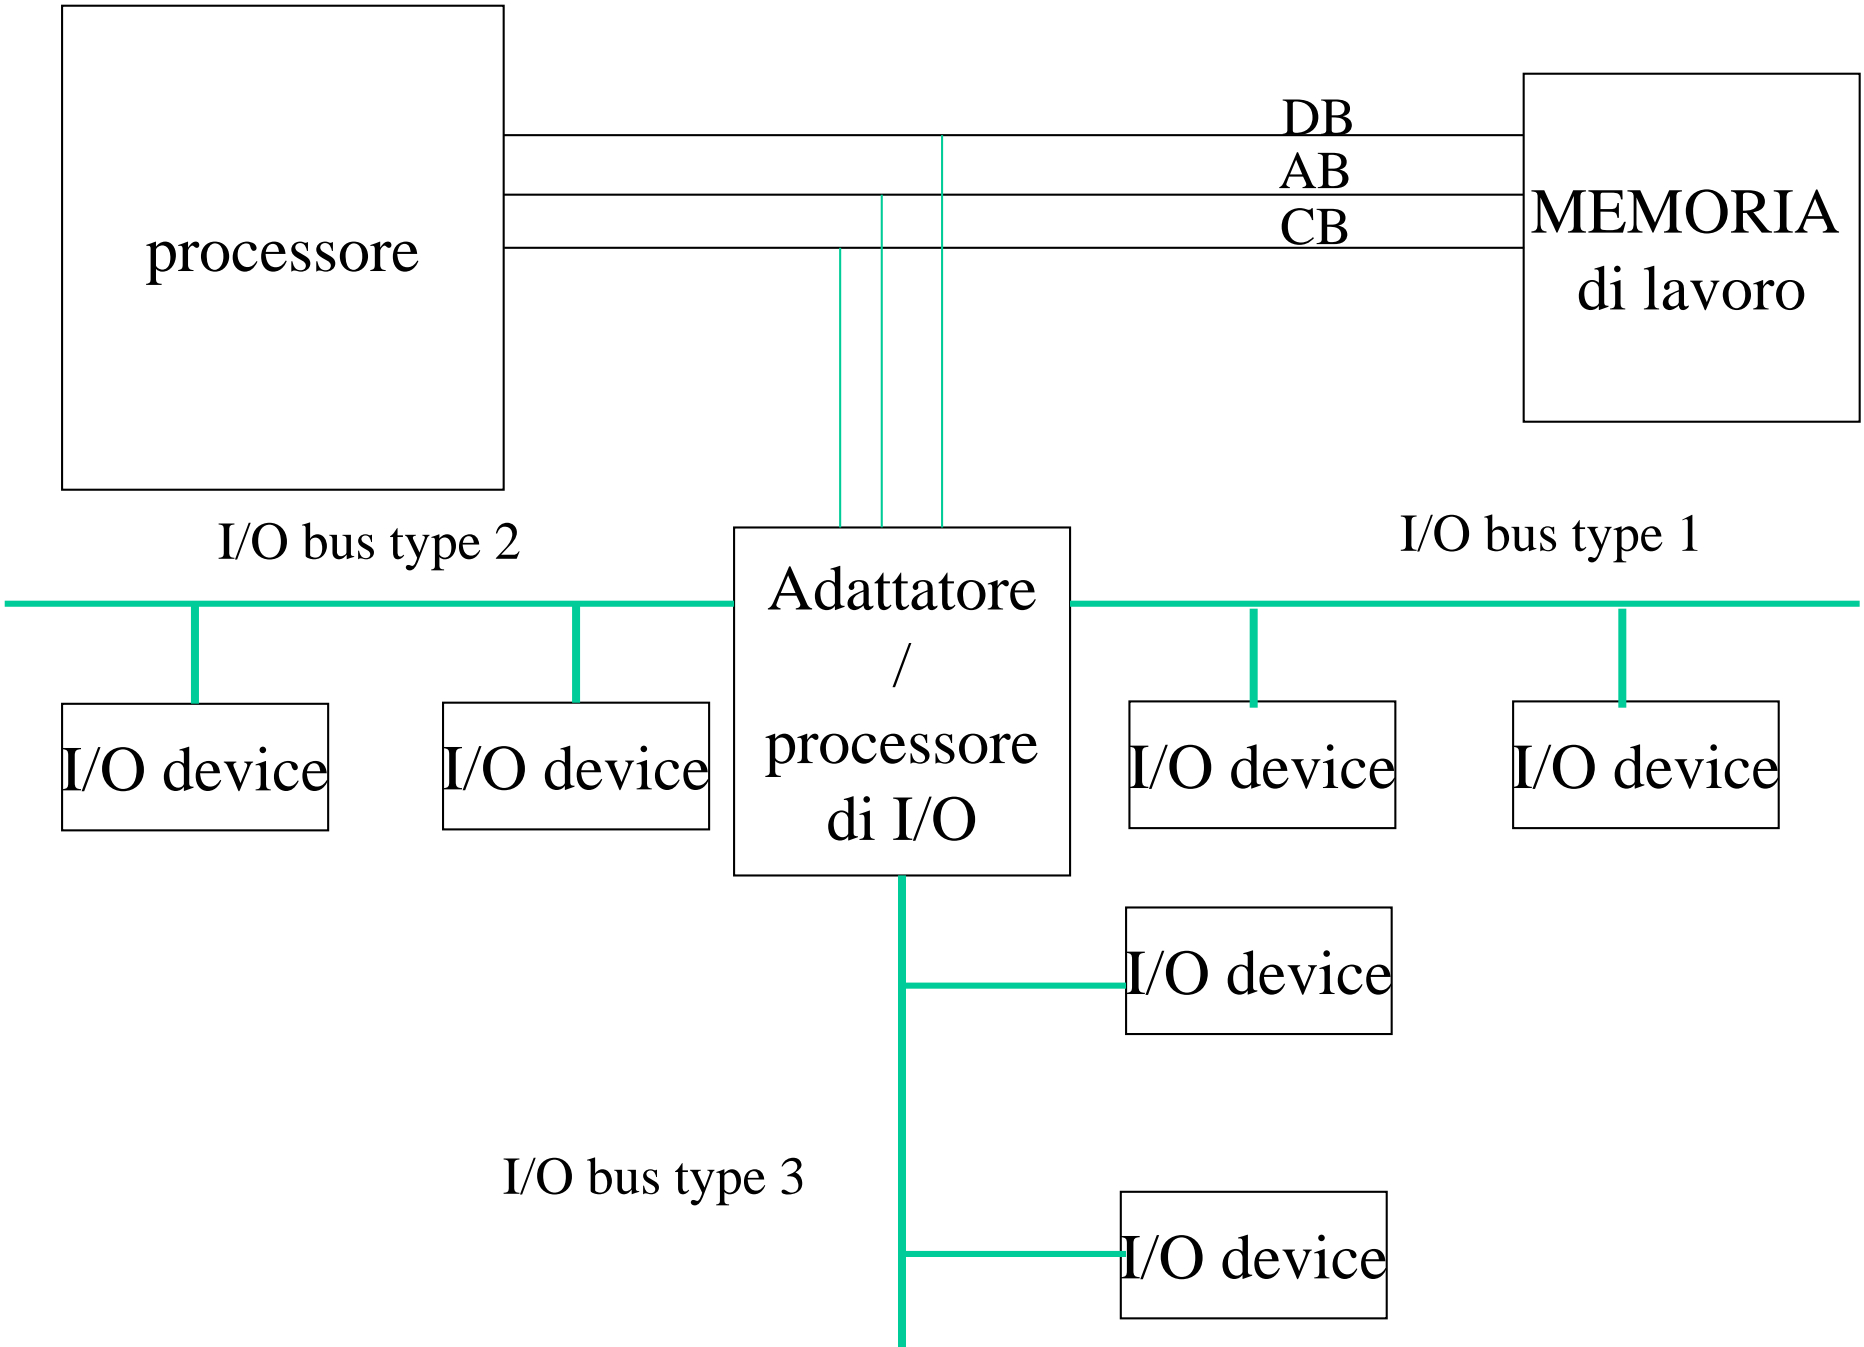 DB
AB
CB
processore
MEMORIA
di lavoro
I/O bus type 2
I/O bus type 1
Adattatore
/
processore
di I/O
I/O device
I/O device
I/O device
I/O device
I/O device
I/O bus type 3
I/O device